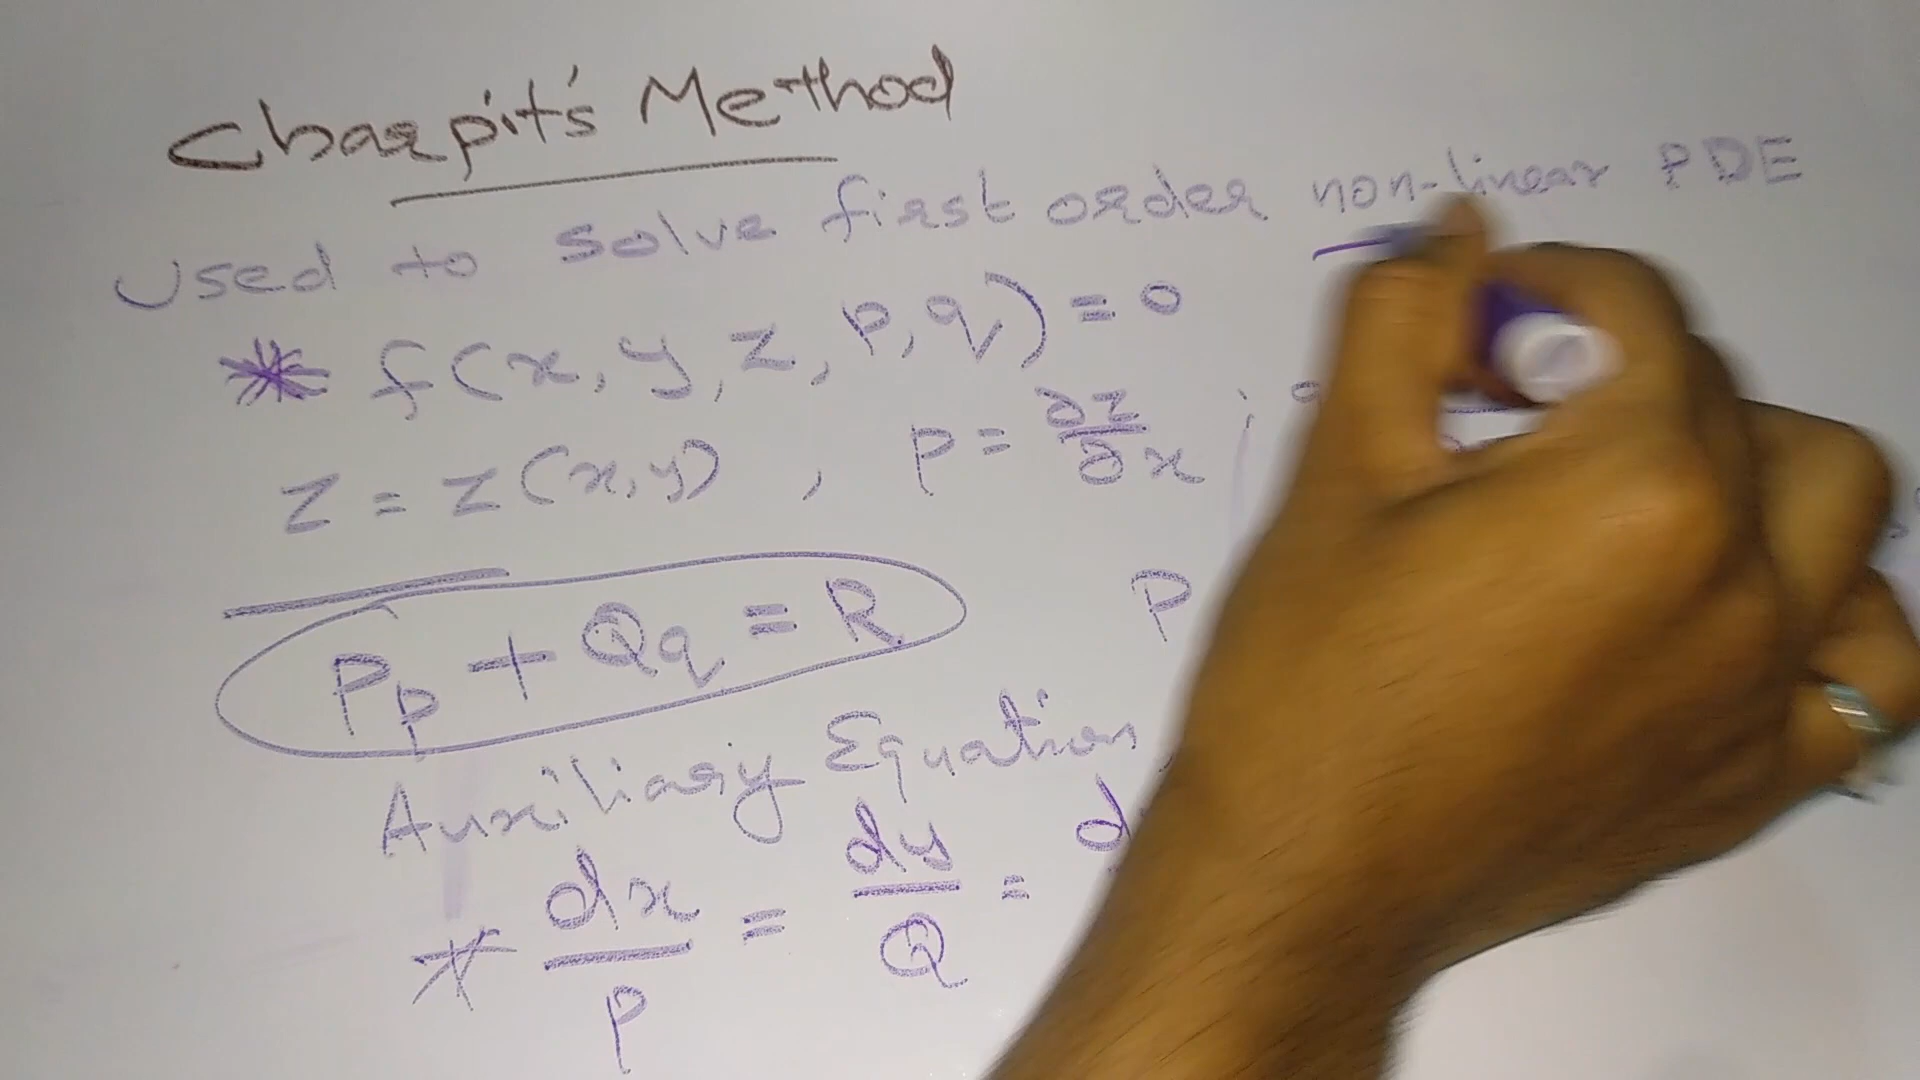 Charpit's Method
Used to solve first order non-linear PDE
* f(x, y, z, p, q) = 0
z = z(x,y) , p = ∂z/∂x ;
Pp + Qq = R
P
Auxiliary Equation,
* dx/P = dy/Q =